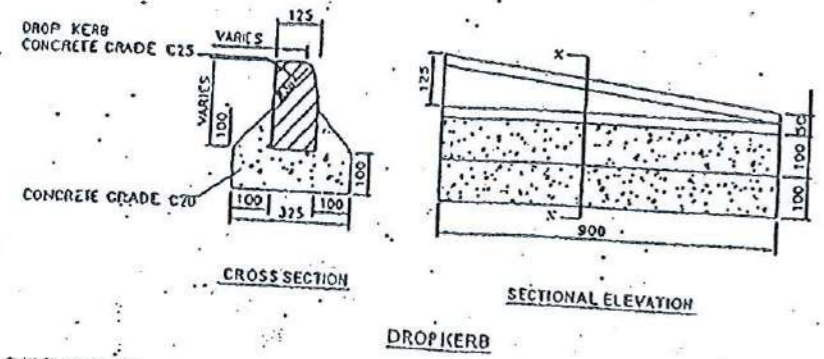 DROP KERB
CONCRETE GRADE C25
VARIES
125
VARIES
100
100
CONCRETE GRADE C20
100
325
100
CROSS SECTION
X
125
50
100
100
X
900
SECTIONAL ELEVATION
DROP KERB